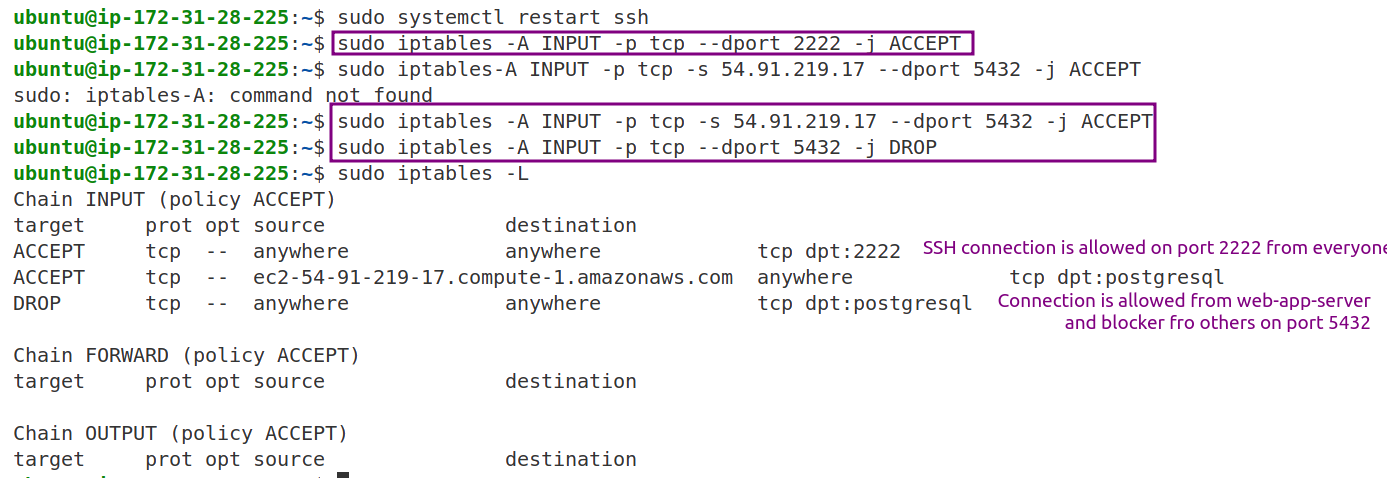 ubuntu@ip-172-31-28-225:~$ sudo systemctl restart ssh
ubuntu@ip-172-31-28-225:~$ sudo iptables -A INPUT -p tcp --dport 2222 -j ACCEPT
ubuntu@ip-172-31-28-225:~$ sudo iptables-A INPUT -p tcp -s 54.91.219.17 --dport 5432 -j ACCEPT
sudo: iptables-A: command not found
ubuntu@ip-172-31-28-225:~$ sudo iptables -A INPUT -p tcp -s 54.91.219.17 --dport 5432 -j ACCEPT
ubuntu@ip-172-31-28-225:~$ sudo iptables -A INPUT -p tcp --dport 5432 -j DROP
ubuntu@ip-172-31-28-225:~$ sudo iptables -L
Chain INPUT (policy ACCEPT)
target     prot opt source               destination
ACCEPT     tcp  --  anywhere             anywhere             tcp dpt:2222 SSH connection is allowed on port 2222 from everyone
ACCEPT     tcp  --  ec2-54-91-219-17.compute-1.amazonaws.com  anywhere             tcp dpt:postgresql
DROP       tcp  --  anywhere             anywhere             tcp dpt:postgresql Connection is allowed from web-app-server
and blocker fro others on port 5432
Chain FORWARD (policy ACCEPT)
target     prot opt source               destination
Chain OUTPUT (policy ACCEPT)
target     prot opt source               destination